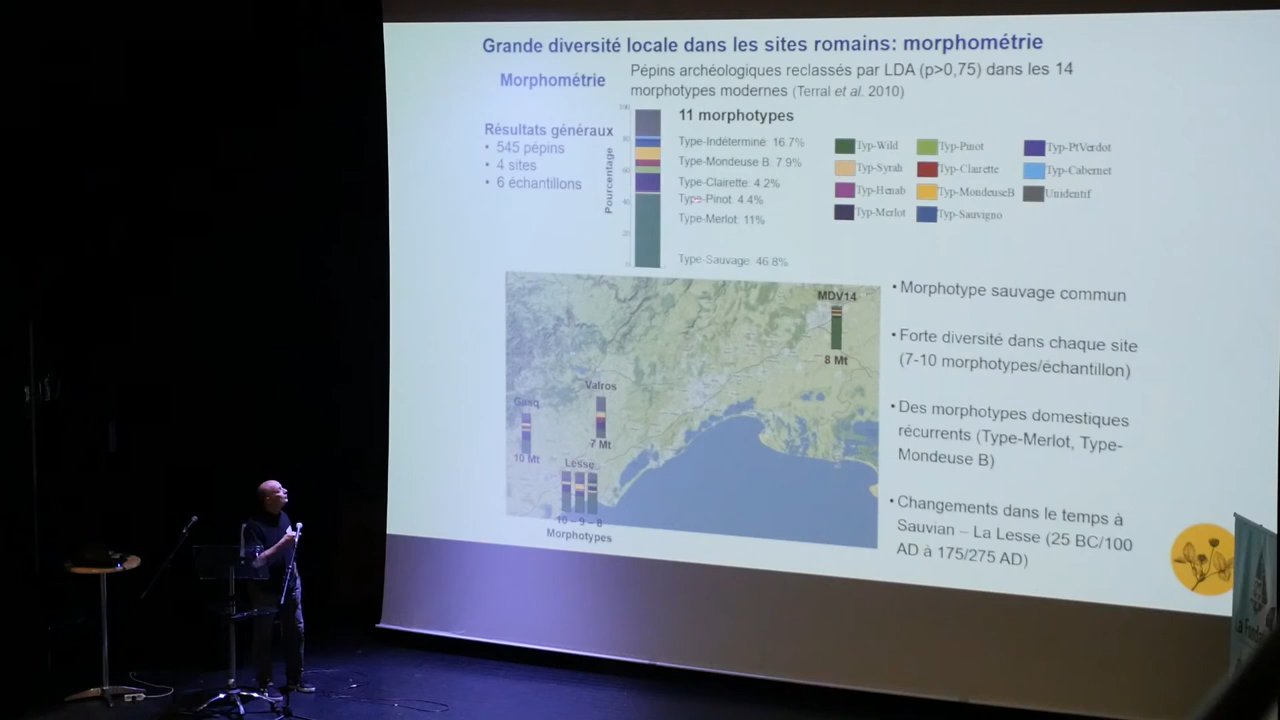 Grande diversité locale dans les sites romains: morphométrie
Morphométrie
Pépins archéologiques reclassés par LDA (p>0,75) dans les 14
morphotypes modernes (Terral et al. 2010)
Résultats généraux
• 545 pépins
• 4 sites
• 6 échantillons
Pourcentage
100
80
60
40
20
0
11 morphotypes
Type-Indéterminé: 16.7%
Type-Mondeuse B: 7.9%
Type-Clairette: 4.2%
Type-Pinot: 4.4%
Type-Merlot: 11%
Type-Sauvage: 46.8%
Typ-Wild
Typ-Pinot
Typ-PtVerdot
Typ-Syrah
Typ-Clairette
Typ-Cabernet
Typ-Henab
Typ-MondeuseB
Unidentif
Typ-Merlot
Typ-Sauvigno
MDV14
8 Mt
Valros
7 Mt
Gasq
10 Mt
Lesse
10 – 9 – 8
Morphotypes
• Morphotype sauvage commun
• Forte diversité dans chaque site
(7-10 morphotypes/échantillon)
• Des morphotypes domestiques
récurrents (Type-Merlot, Type-
Mondeuse B)
• Changements dans le temps à
Sauvian – La Lesse (25 BC/100
AD à 175/275 AD)